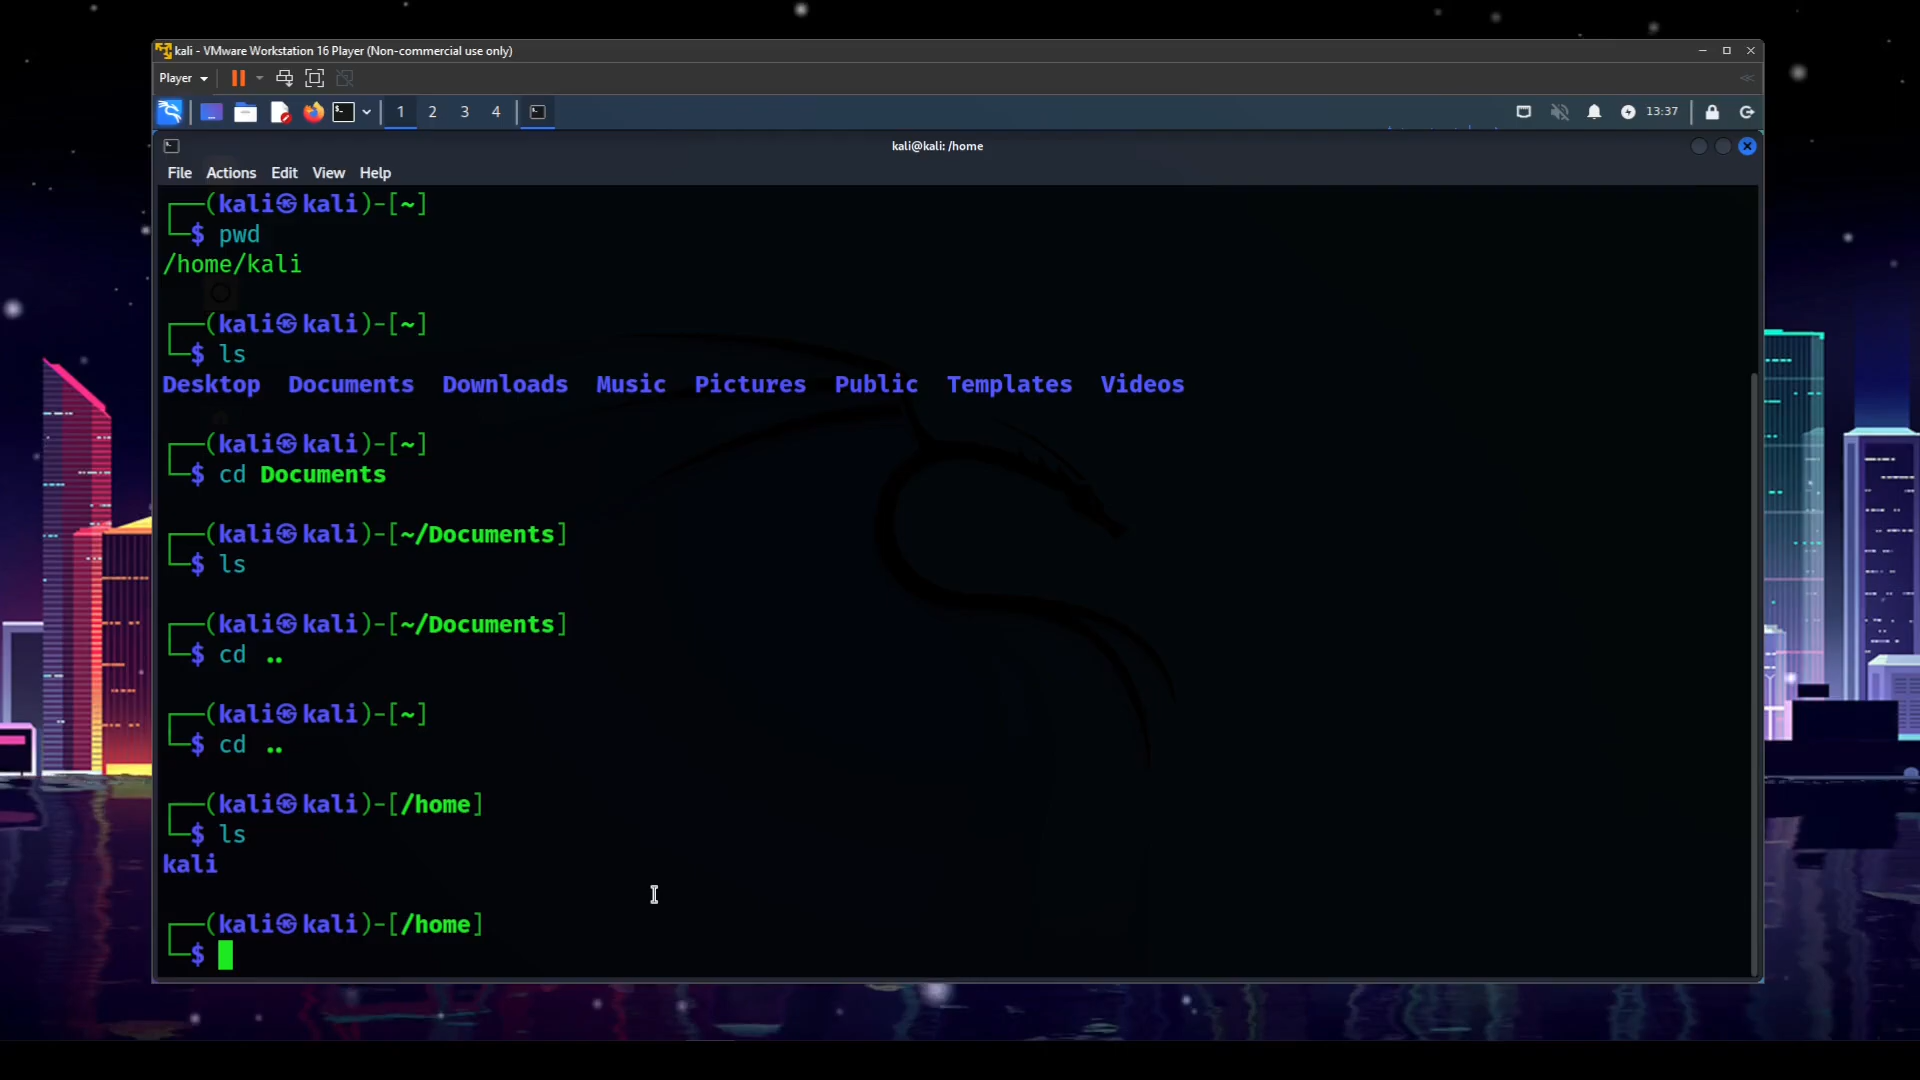 kali - VMware Workstation 16 Player (Non-commercial use only)
Player
1 2 3 4
13:37
kali@kali: /home
File Actions Edit View Help
┌──(kali㉿kali)-[~]
└─$ pwd
/home/kali
┌──(kali㉿kali)-[~]
└─$ ls
Desktop Documents Downloads Music Pictures Public Templates Videos
┌──(kali㉿kali)-[~]
└─$ cd Documents
┌──(kali㉿kali)-[~/Documents]
└─$ ls
┌──(kali㉿kali)-[~/Documents]
└─$ cd ..
┌──(kali㉿kali)-[~]
└─$ cd ..
┌──(kali㉿kali)-[/home]
└─$ ls
kali
┌──(kali㉿kali)-[/home]
└─$